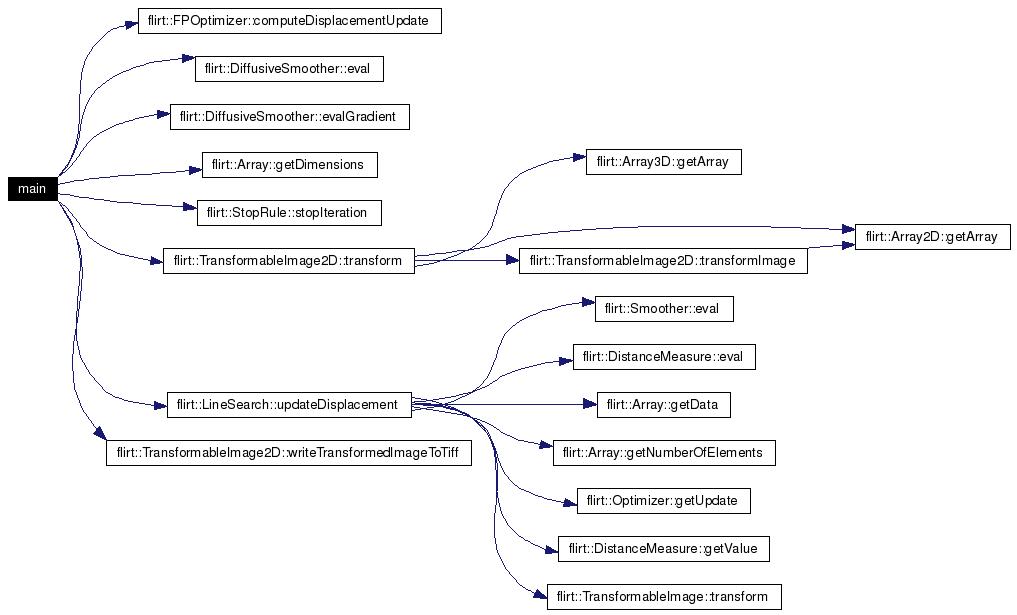 flirt::FPOptimizer::computeDisplacementUpdate
flirt::DiffusiveSmoother::eval
flirt::DiffusiveSmoother::evalGradient
flirt::Array::getDimensions
flirt::Array3D::getArray
main
flirt::StopRule::stopIteration
flirt::Array2D::getArray
flirt::TransformableImage2D::transform
flirt::TransformableImage2D::transformImage
flirt::Smoother::eval
flirt::DistanceMeasure::eval
flirt::LineSearch::updateDisplacement
flirt::Array::getData
flirt::TransformableImage2D::writeTransformedImageToTiff
flirt::Array::getNumberOfElements
flirt::Optimizer::getUpdate
flirt::DistanceMeasure::getValue
flirt::TransformableImage::transform